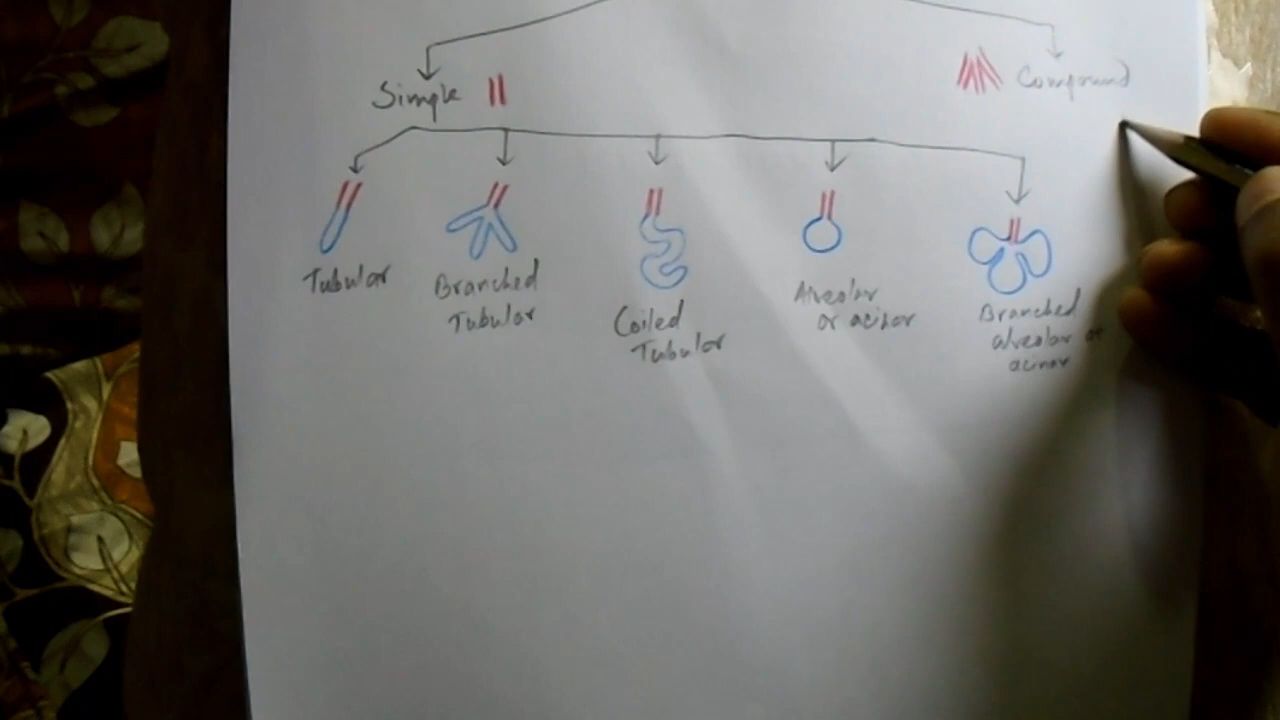 Simple
Compound
Tubular
Branched
Tubular
Coiled
Tubular
Alveolar
or acinar
Branched
alveolar or
acinar